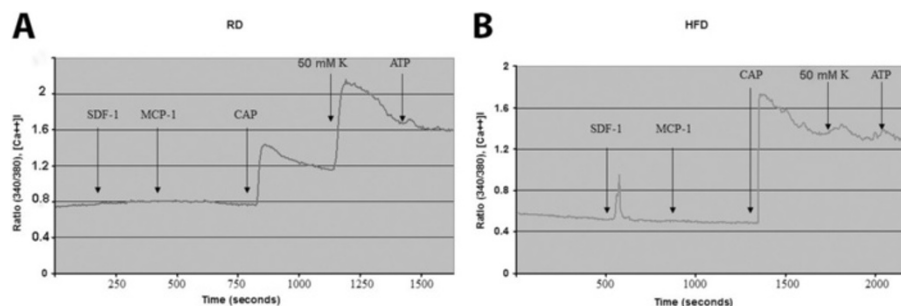 A
RD
Ratio (340/380), [Ca++]I
2
1.6
1.2
0.8
0.4
0
SDF-1 MCP-1 CAP
50 mM K ATP
250 500 750 1000 1250 1500
Time (seconds)
B
HFD
Ratio (340/380), [Ca++]I
2
1.6
1.2
0.8
0.4
0
SDF-1 MCP-1
CAP 50 mM K ATP
500 1000 1500 2000
Time (seconds)